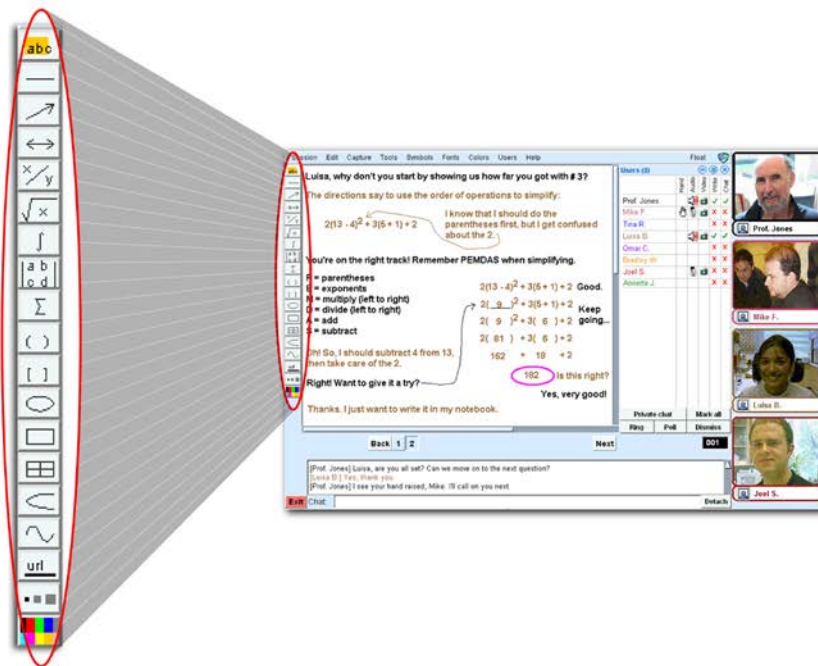 abc
x/y
√x
∫
a b
c d
Σ
( )
[ ]
url
Session Edit Capture Tools Symbols Fonts Colors Users Help Float
Luisa, why don't you start by showing us how far you got with # 3?
The directions say to use the order of operations to simplify:
2(13 - 4)² + 3(5 + 1) + 2
I know that I should do the
parentheses first, but I get confused
about the 2.
You're on the right track! Remember PEMDAS when simplifying.
P = parentheses
E = exponents
M = multiply (left to right)
D = divide (left to right)
A = add
S = subtract
Oh! So, I should subtract 4 from 13,
then take care of the 2.
Right! Want to give it a try?
Thanks. I just want to write it in my notebook.
2(13 - 4)² + 3(5 + 1) + 2 Good.
2( 9 )² + 3(5 + 1) + 2 Keep
going...
2( 9 )² + 3( 6 ) + 2
2( 81 ) + 3( 6 ) + 2
162 + 18 + 2
182 Is this right?
Yes, very good!
Users (8)
Hand Audio Video Write Chat
Prof. Jones
Mike F. X X
Tina R. X X
Luisa B.
Omar C. X X
Bradley W. X X
Joel S. X X
Annette J. X X
Private chat Mark all
Ring Poll Dismiss
Back 1 2 Next 001
[Prof. Jones] Luisa, are you all set? Can we move on to the next question?
[Luisa B.] Yes, thank you.
[Prof. Jones] I see your hand raised, Mike. I'll call on you next.
Exit Chat: Detach
Prof. Jones
Mike F.
Luisa B.
Joel S.